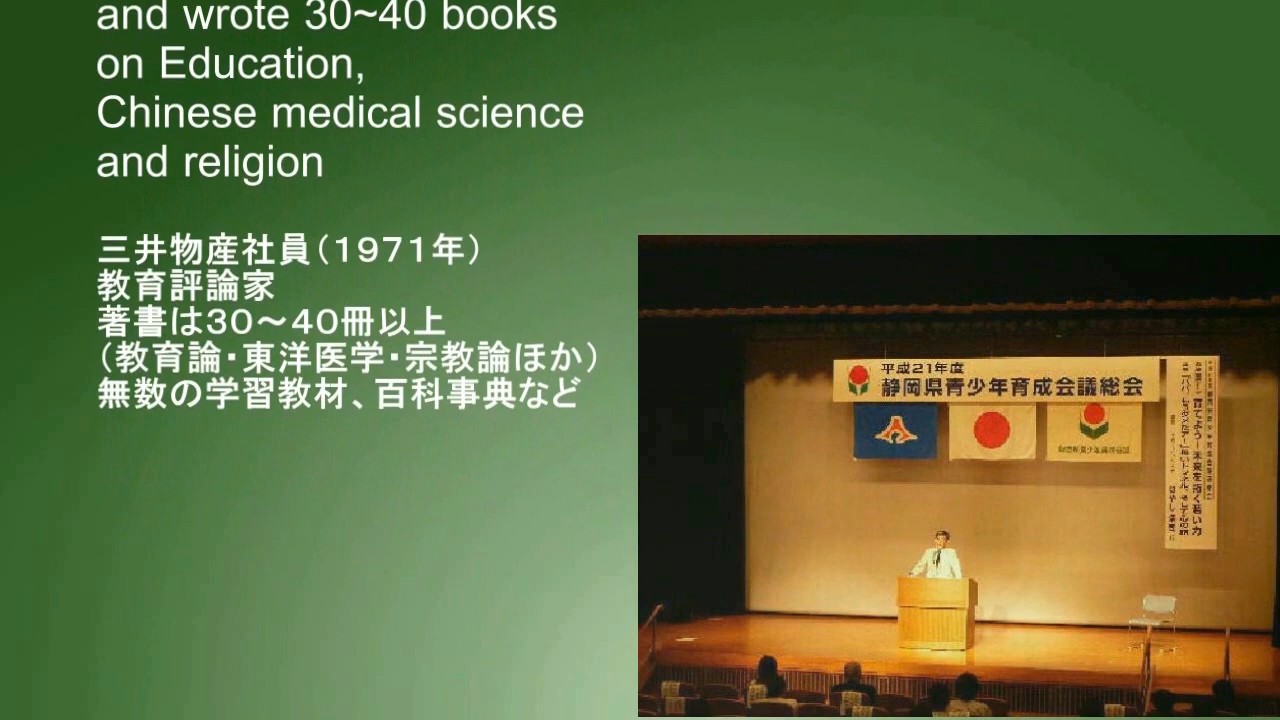 and wrote 30~40 books
on Education,
Chinese medical science
and religion
三井物産社員（１９７１年）
教育評論家
著書は３０～４０冊以上
（教育論・東洋医学・宗教論ほか）
無数の学習教材、百科事典など
平成21年度
静岡県青少年育成会議総会